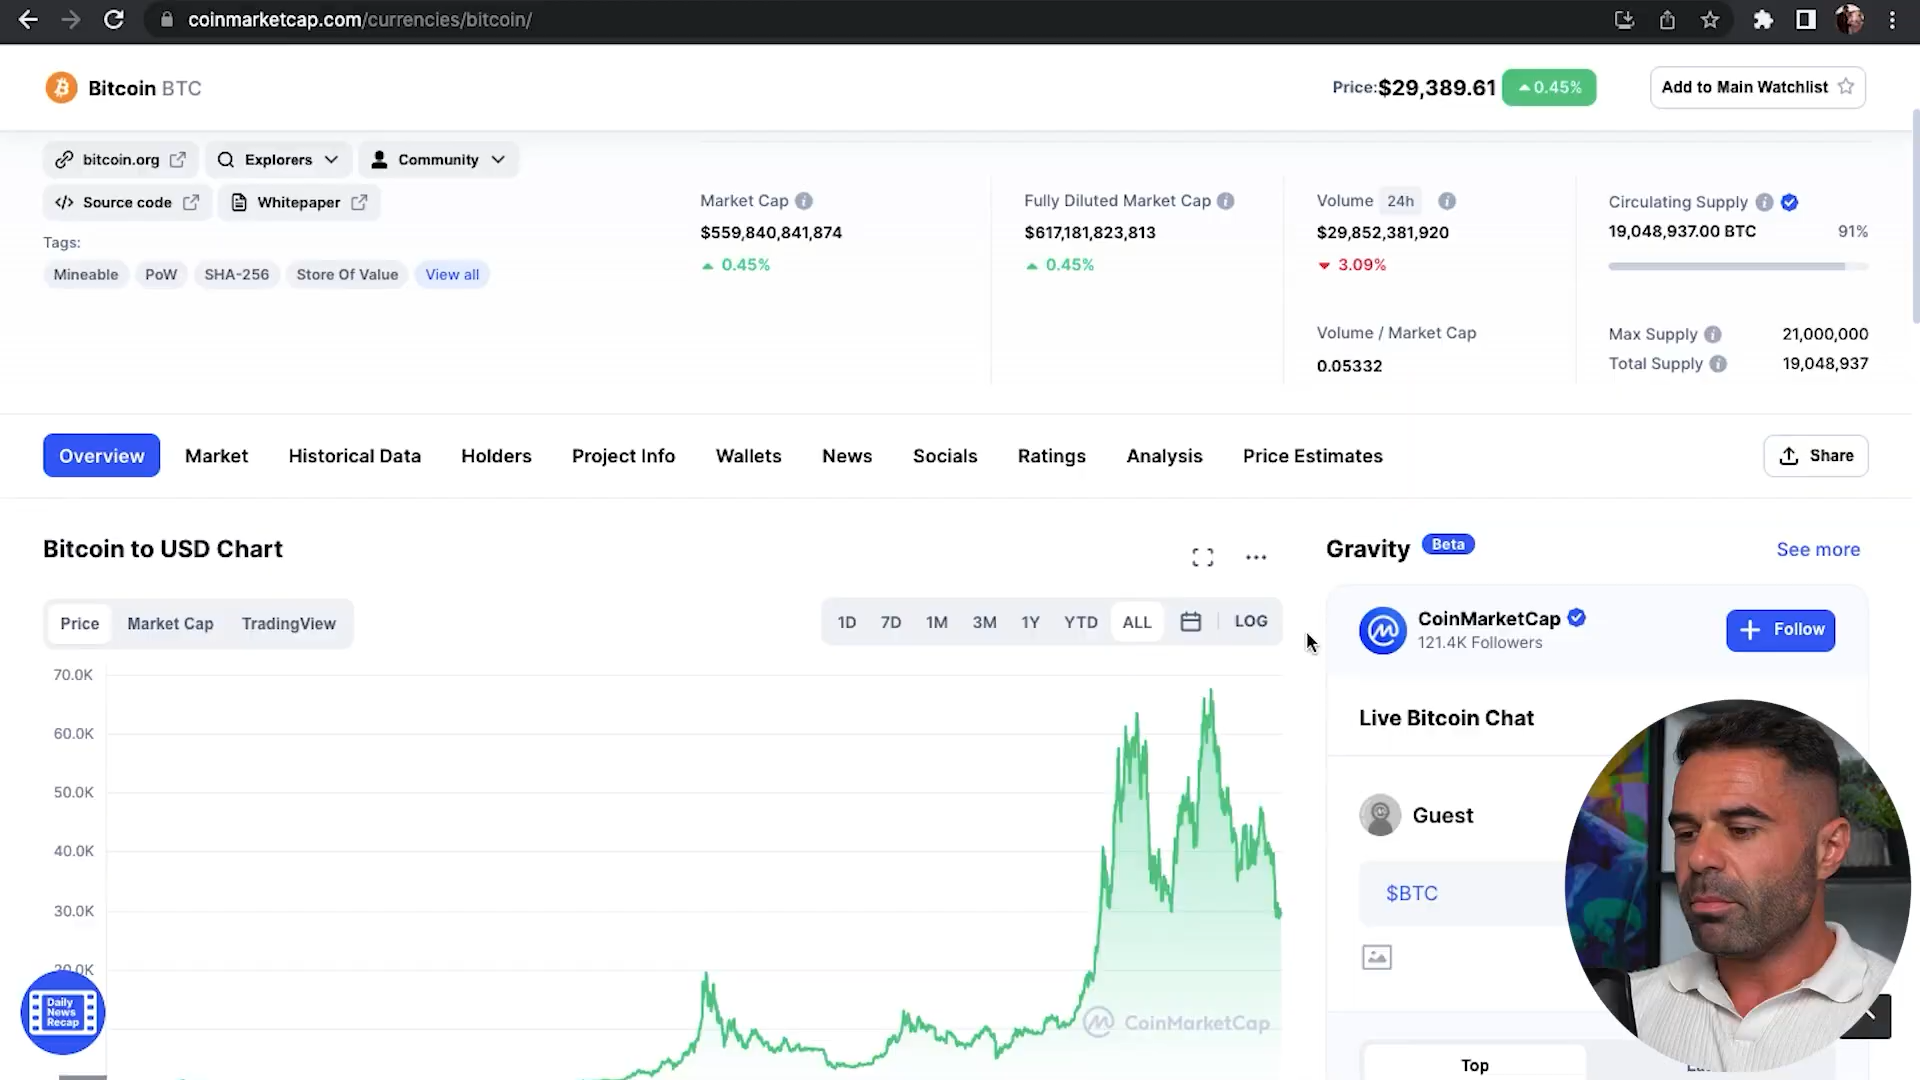 coinmarketcap.com/currencies/bitcoin/
Bitcoin BTC
Price:$29,389.61 0.45%
Add to Main Watchlist
bitcoin.org Explorers Community
Source code Whitepaper
Tags:
Mineable PoW SHA-256 Store Of Value View all
Market Cap
$559,840,841,874
0.45%
Fully Diluted Market Cap
$617,181,823,813
0.45%
Volume 24h
$29,852,381,920
3.09%
Volume / Market Cap
0.05332
Circulating Supply
19,048,937.00 BTC 91%
Max Supply 21,000,000
Total Supply 19,048,937
Overview Market Historical Data Holders Project Info Wallets News Socials Ratings Analysis Price Estimates Share
Bitcoin to USD Chart
Price Market Cap TradingView
1D 7D 1M 3M 1Y YTD ALL LOG
70.0K
60.0K
50.0K
40.0K
30.0K
20.0K
CoinMarketCap
Daily
News
Recap
Gravity Beta See more
CoinMarketCap
121.4K Followers
Follow
Live Bitcoin Chat
Guest
$BTC
Top